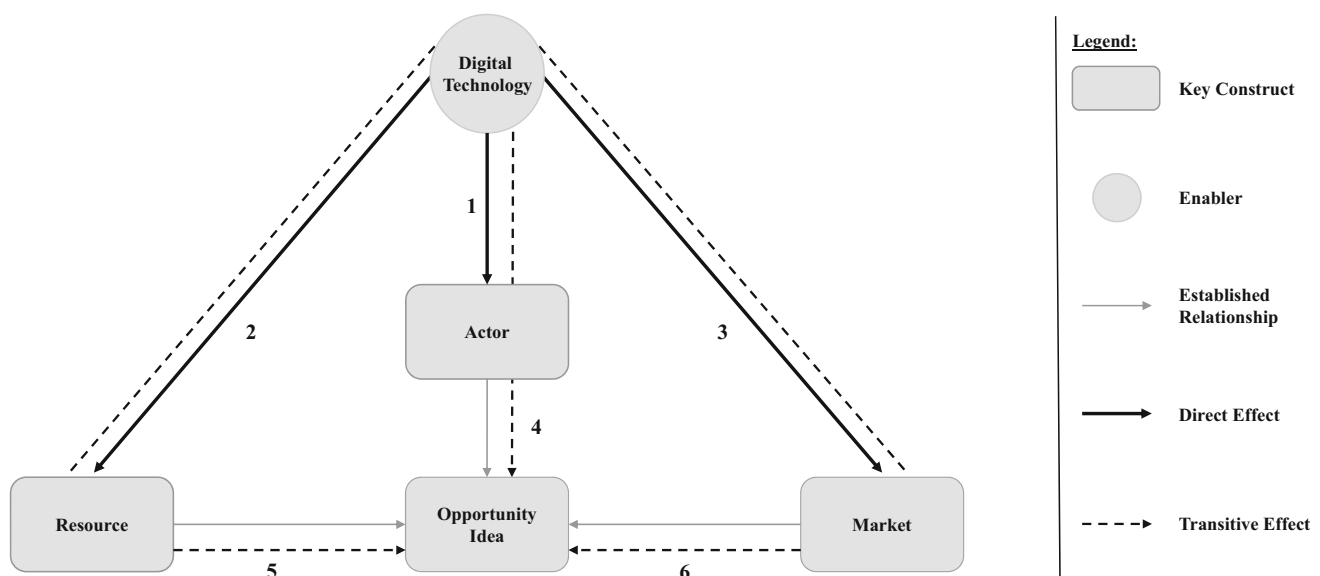 Digital
Technology
1
2
3
Actor
4
Resource
Opportunity
Idea
Market
5
6
Legend:
Key Construct
Enabler
Established
Relationship
Direct Effect
Transitive Effect